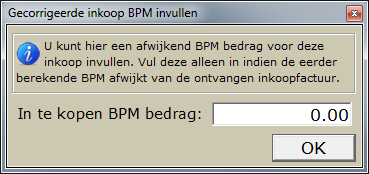 Gecorrigeerde inkoop BPM invullen
U kunt hier een afwijkend BPM bedrag voor deze
inkoop invullen. Vul deze alleen in indien de eerder
berekende BPM afwijkt van de ontvangen inkoopfactuur.
In te kopen BPM bedrag: 0.00
OK